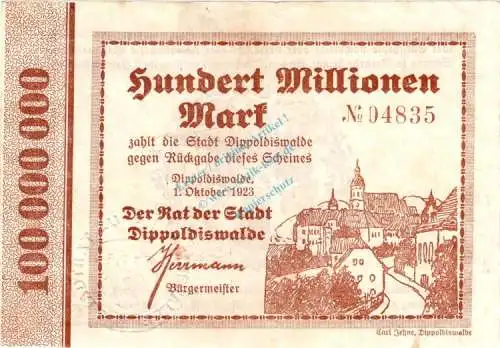 100 000 000
Hundert Millionen
Mark
№ 04835
zahlt die Stadt Dippoldiswalde
gegen Rückgabe dieses Scheines
Dippoldiswalde,
1. Oktober 1923
Der Rat der Stadt
Dippoldiswalde
Herrmann
Bürgermeister
Carl Jehne, Dippoldiswalde